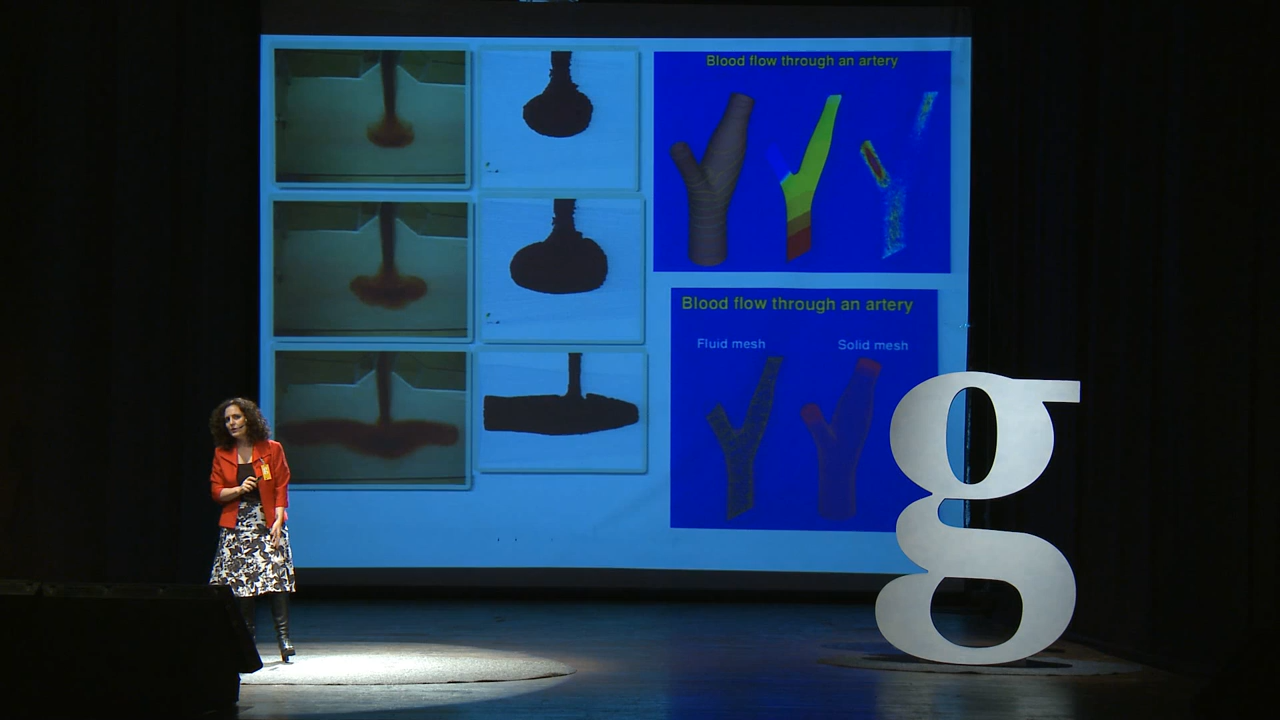 Blood flow through an artery
Blood flow through an artery
Fluid mesh
Solid mesh
g